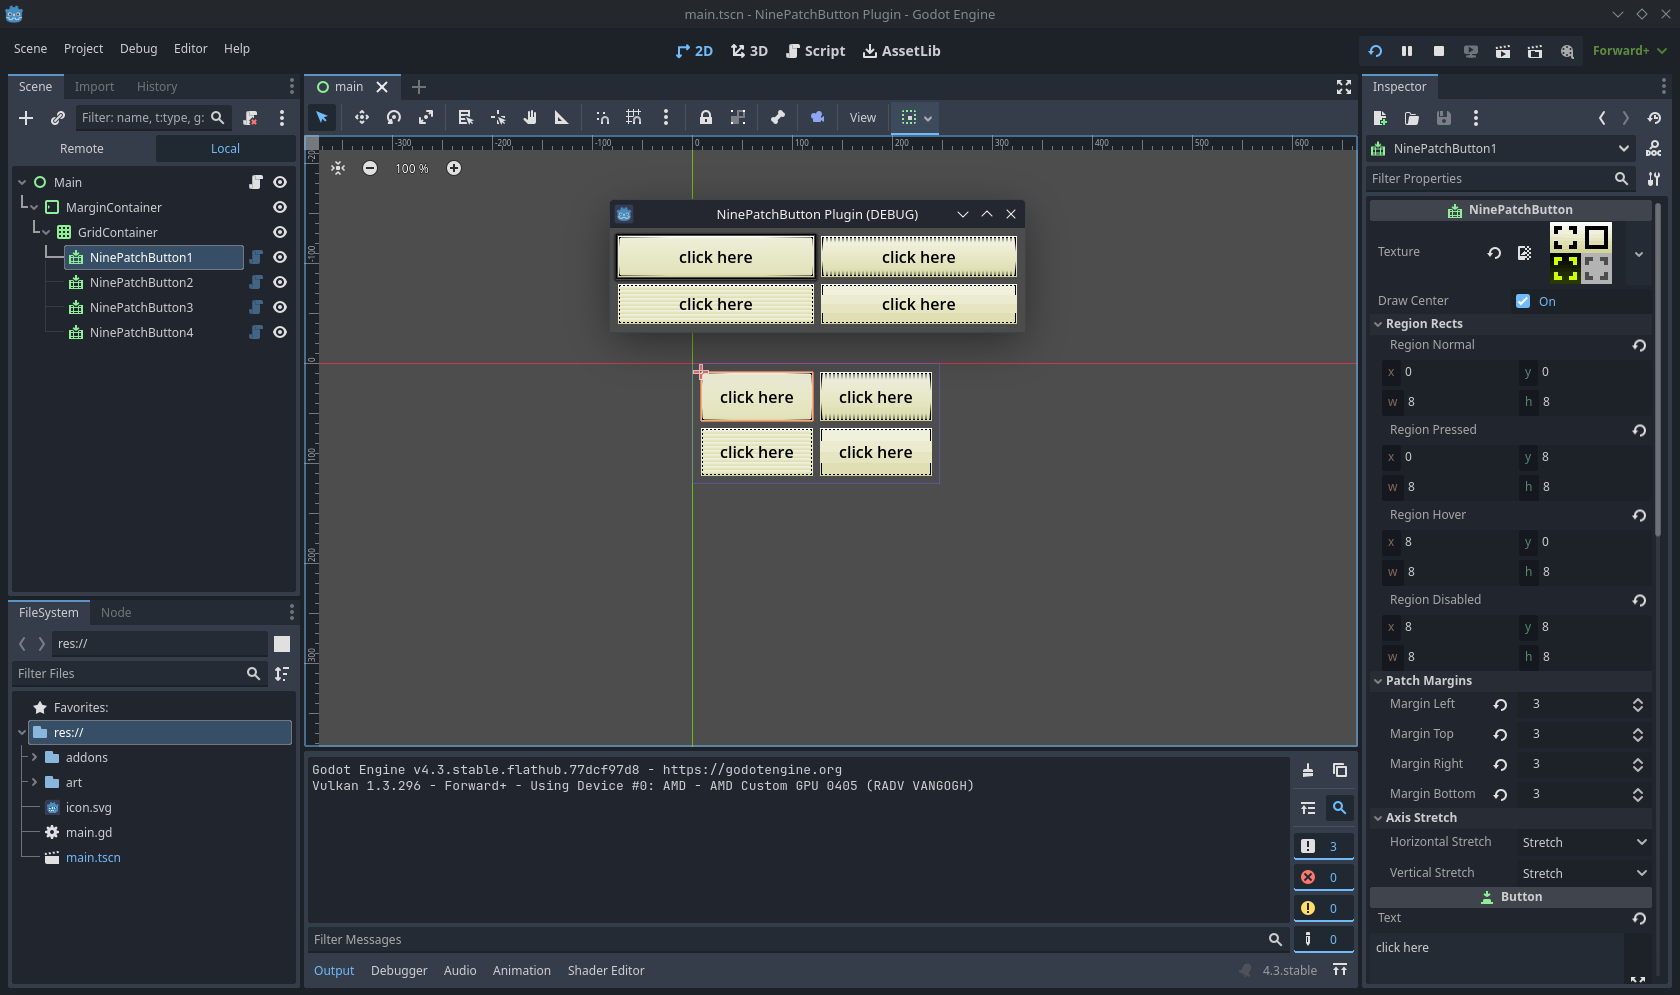 main.tscn - NinePatchButton Plugin - Godot Engine
Scene Project Debug Editor Help
2D 3D Script AssetLib
Forward+
Scene Import History
Filter: name, t:type, g:
Remote Local
Main
MarginContainer
GridContainer
NinePatchButton1
NinePatchButton2
NinePatchButton3
NinePatchButton4
FileSystem Node
res://
Filter Files
Favorites:
res://
addons
art
icon.svg
main.gd
main.tscn
main
View
-300 -200 -100 0 100 200 300 400 500 600
-100
0
100
200
300
100 %
NinePatchButton Plugin (DEBUG)
click here click here
click here click here
click here click here
click here click here
Godot Engine v4.3.stable.flathub.77dcf97d8 - https://godotengine.org
Vulkan 1.3.296 - Forward+ - Using Device #0: AMD - AMD Custom GPU 0405 (RADV VANGOGH)
3
0
0
0
Filter Messages
Output Debugger Audio Animation Shader Editor
4.3.stable
Inspector
NinePatchButton1
Filter Properties
NinePatchButton
Texture
Draw Center On
Region Rects
Region Normal
x 0 y 0
w 8 h 8
Region Pressed
x 0 y 8
w 8 h 8
Region Hover
x 8 y 0
w 8 h 8
Region Disabled
x 8 y 8
w 8 h 8
Patch Margins
Margin Left 3
Margin Top 3
Margin Right 3
Margin Bottom 3
Axis Stretch
Horizontal Stretch Stretch
Vertical Stretch Stretch
Button
Text
click here